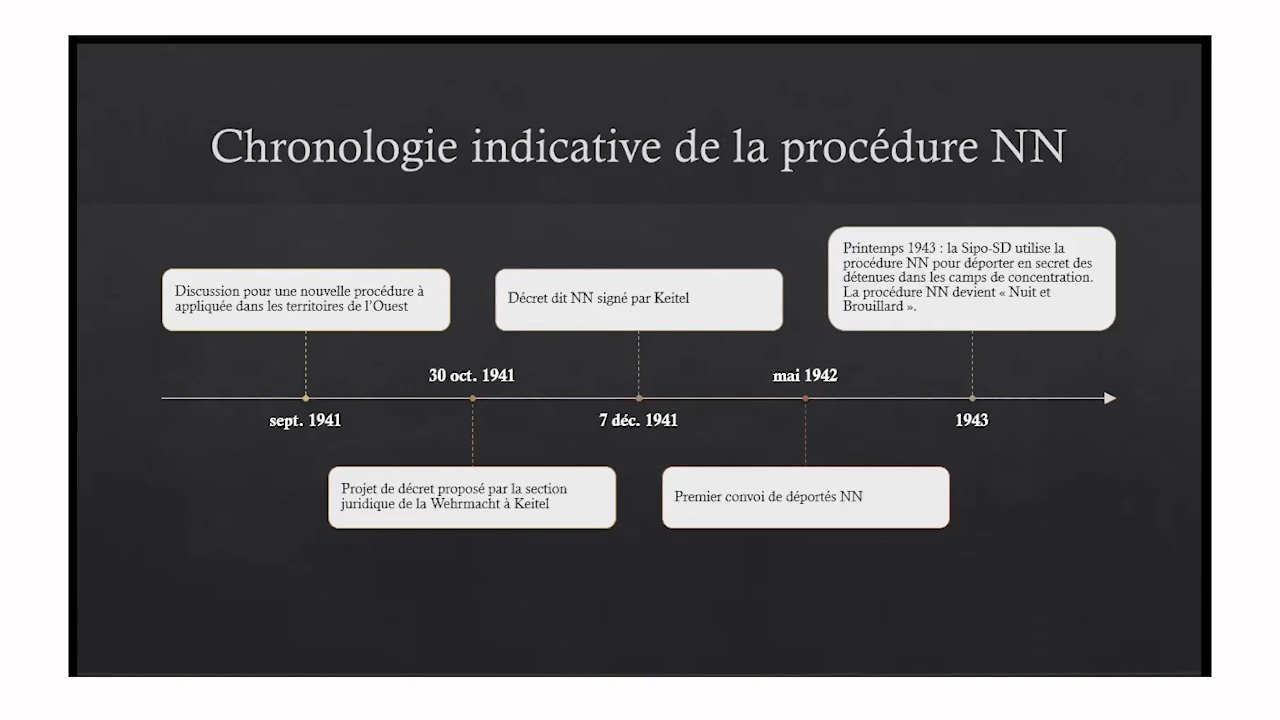 Chronologie indicative de la procédure NN
Printemps 1943 : la Sipo-SD utilise la
procédure NN pour déporter en secret des
détenues dans les camps de concentration.
La procédure NN devient « Nuit et
Brouillard ».
Discussion pour une nouvelle procédure à
appliquée dans les territoires de l'Ouest
Décret dit NN signé par Keitel
30 oct. 1941
mai 1942
sept. 1941
7 déc. 1941
1943
Projet de décret proposé par la section
juridique de la Wehrmacht à Keitel
Premier convoi de déportés NN